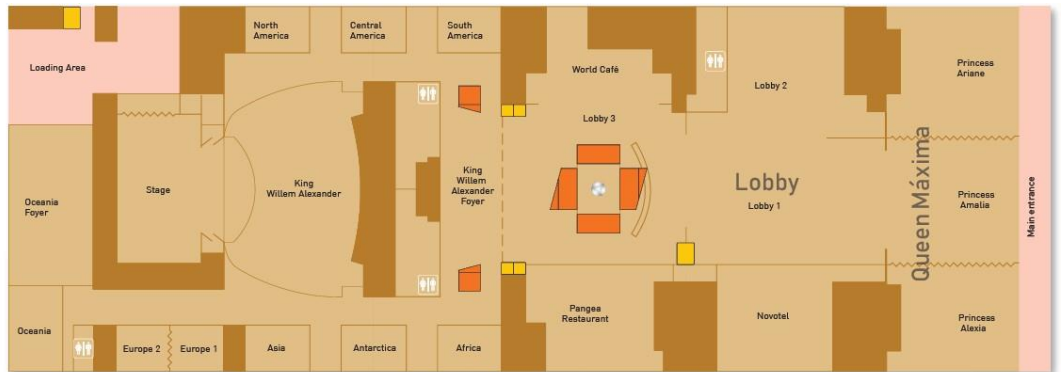 North
America
Central
America
South
America
Loading Area
World Café
Princess
Ariane
Lobby 2
Lobby 3
Stage
King
Willem Alexander
King
Willem
Alexander
Foyer
Lobby
Lobby 1
Queen Máxima
Princess
Amalia
Main entrance
Oceania
Foyer
Pangea
Restaurant
Novotel
Princess
Alexia
Oceania
Europe 2
Europe 1
Asia
Antarctica
Africa